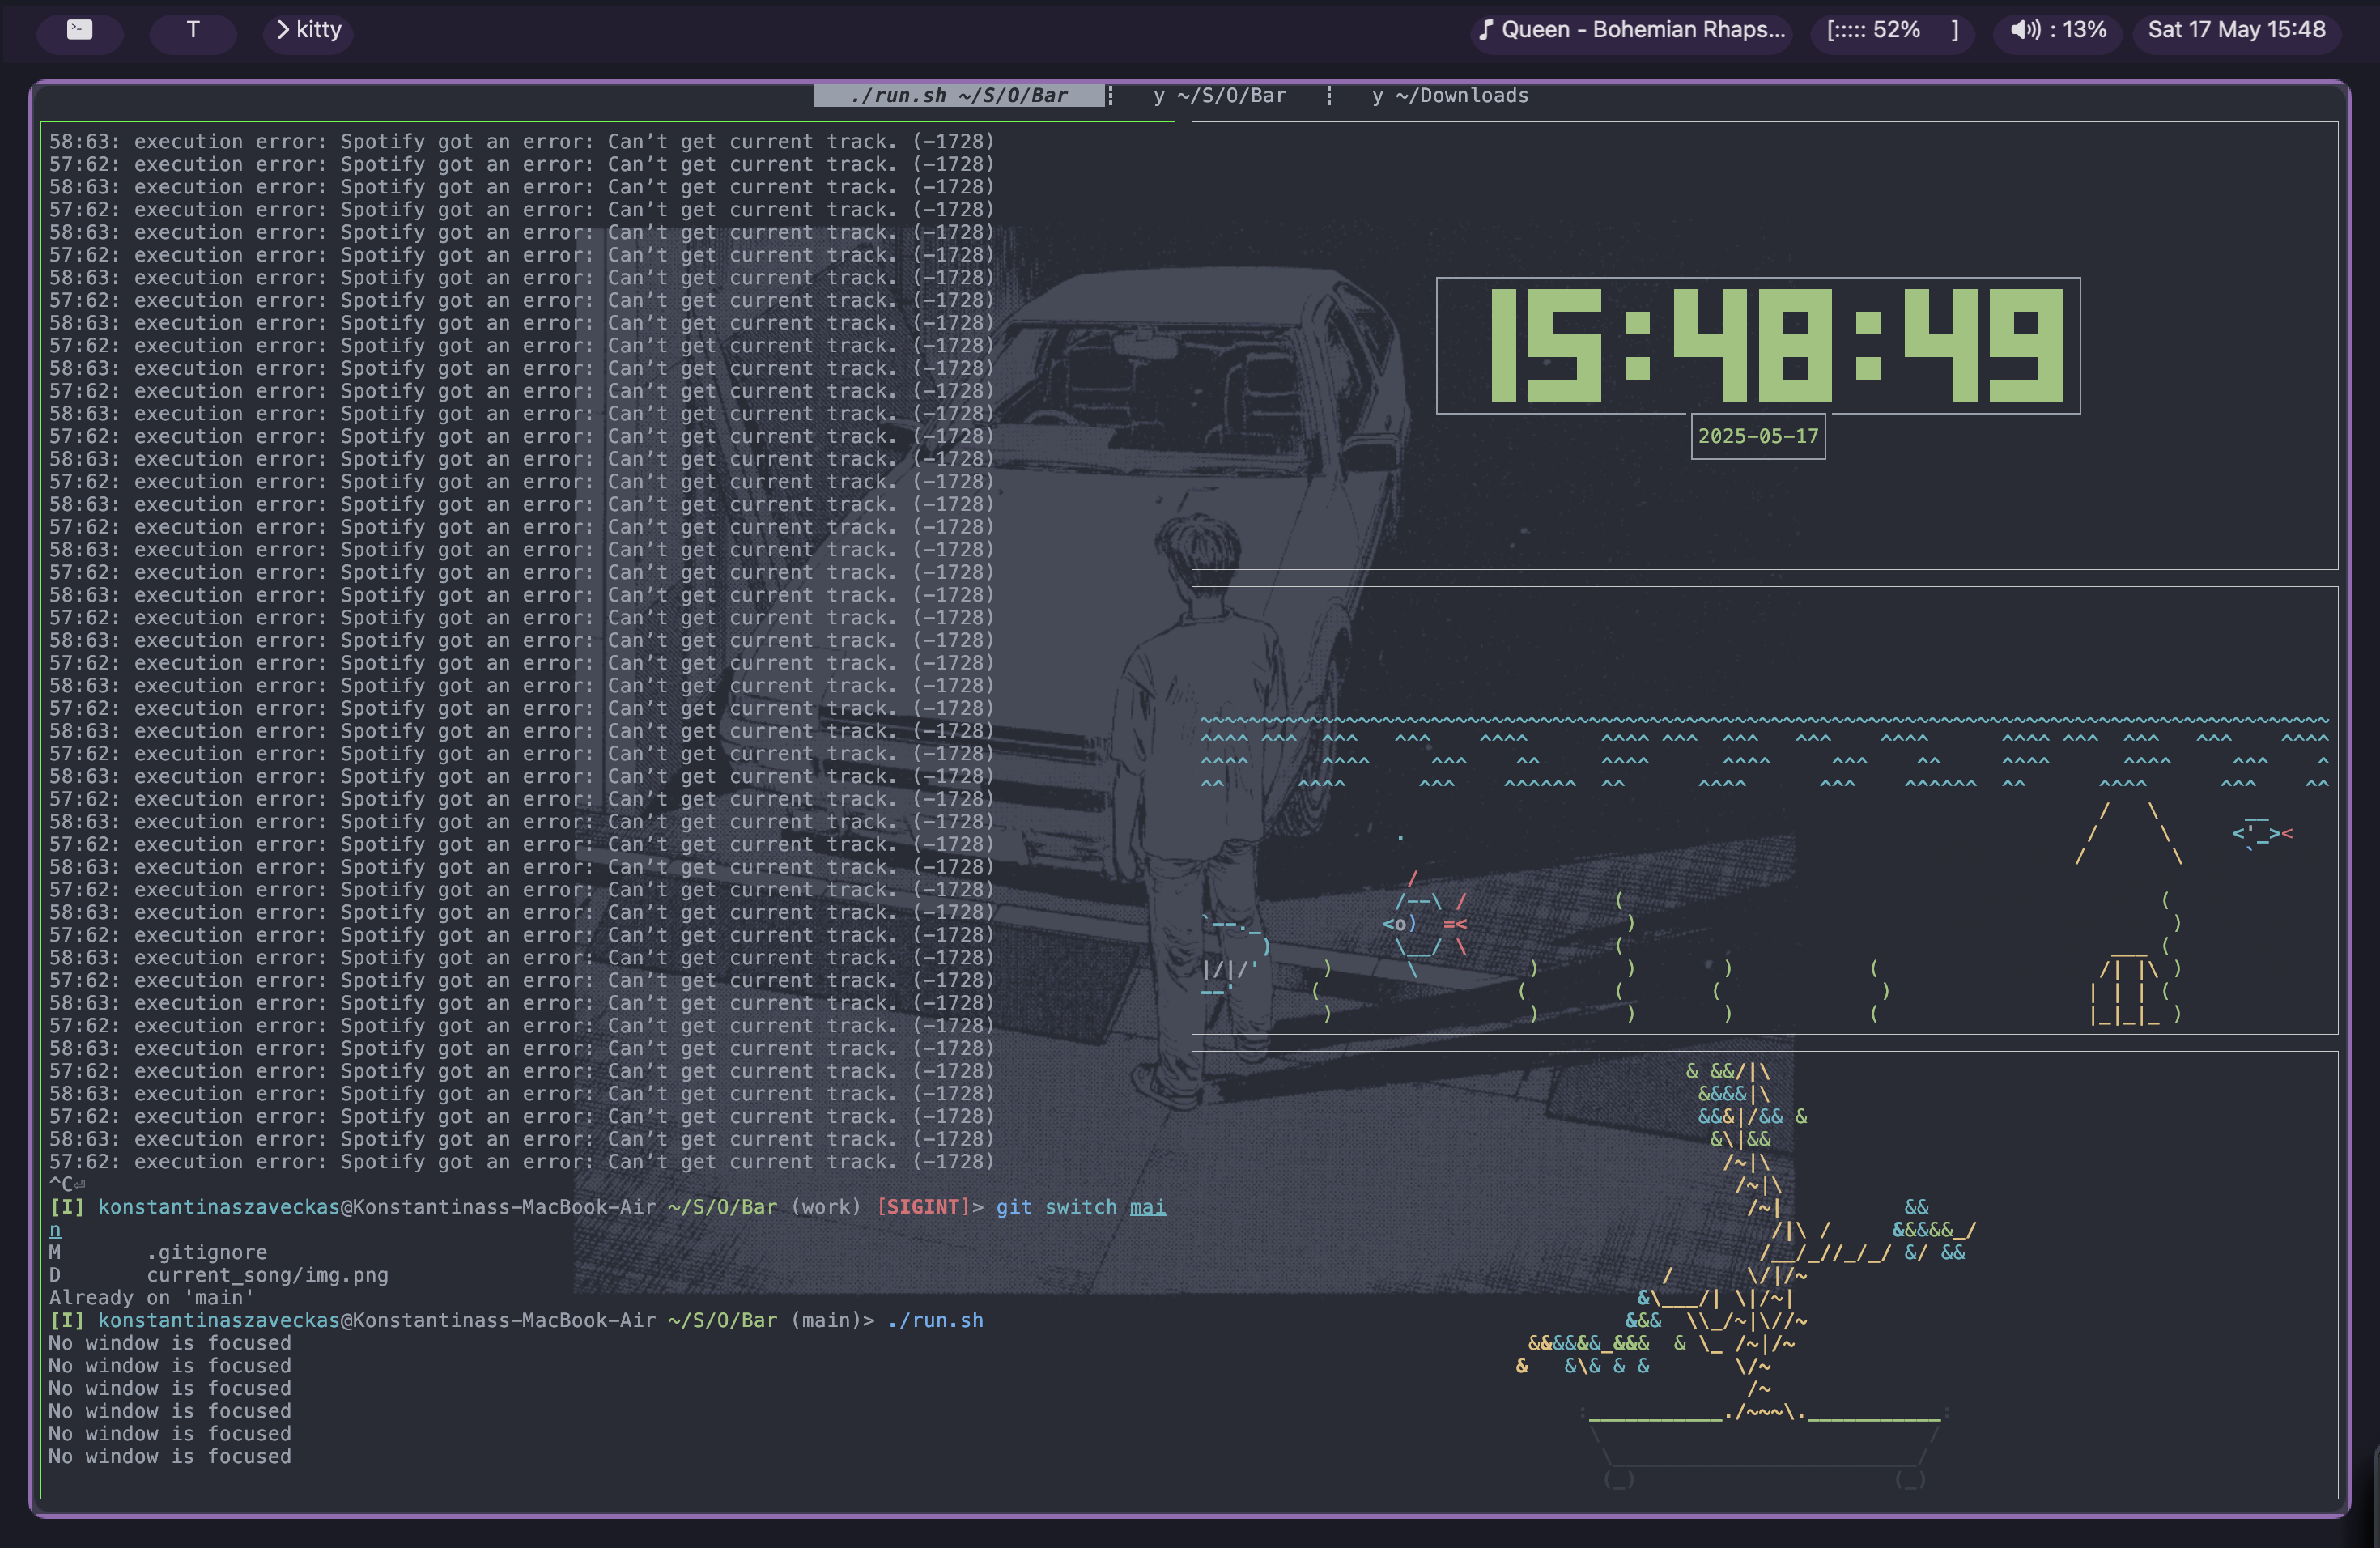 T
> kitty
Queen - Bohemian Rhaps...
[::::: 52% ]
: 13%
Sat 17 May 15:48
./run.sh ~/S/O/Bar
y ~/S/O/Bar
y ~/Downloads
58:63: execution error: Spotify got an error: Can’t get current track. (-1728)
57:62: execution error: Spotify got an error: Can’t get current track. (-1728)
58:63: execution error: Spotify got an error: Can’t get current track. (-1728)
57:62: execution error: Spotify got an error: Can’t get current track. (-1728)
58:63: execution error: Spotify got an error: Can’t get current track. (-1728)
57:62: execution error: Spotify got an error: Can’t get current track. (-1728)
58:63: execution error: Spotify got an error: Can’t get current track. (-1728)
57:62: execution error: Spotify got an error: Can’t get current track. (-1728)
58:63: execution error: Spotify got an error: Can’t get current track. (-1728)
57:62: execution error: Spotify got an error: Can’t get current track. (-1728)
58:63: execution error: Spotify got an error: Can’t get current track. (-1728)
57:62: execution error: Spotify got an error: Can’t get current track. (-1728)
58:63: execution error: Spotify got an error: Can’t get current track. (-1728)
57:62: execution error: Spotify got an error: Can’t get current track. (-1728)
58:63: execution error: Spotify got an error: Can’t get current track. (-1728)
57:62: execution error: Spotify got an error: Can’t get current track. (-1728)
58:63: execution error: Spotify got an error: Can’t get current track. (-1728)
57:62: execution error: Spotify got an error: Can’t get current track. (-1728)
58:63: execution error: Spotify got an error: Can’t get current track. (-1728)
57:62: execution error: Spotify got an error: Can’t get current track. (-1728)
58:63: execution error: Spotify got an error: Can’t get current track. (-1728)
57:62: execution error: Spotify got an error: Can’t get current track. (-1728)
58:63: execution error: Spotify got an error: Can’t get current track. (-1728)
57:62: execution error: Spotify got an error: Can’t get current track. (-1728)
58:63: execution error: Spotify got an error: Can’t get current track. (-1728)
57:62: execution error: Spotify got an error: Can’t get current track. (-1728)
58:63: execution error: Spotify got an error: Can’t get current track. (-1728)
57:62: execution error: Spotify got an error: Can’t get current track. (-1728)
58:63: execution error: Spotify got an error: Can’t get current track. (-1728)
57:62: execution error: Spotify got an error: Can’t get current track. (-1728)
58:63: execution error: Spotify got an error: Can’t get current track. (-1728)
57:62: execution error: Spotify got an error: Can’t get current track. (-1728)
58:63: execution error: Spotify got an error: Can’t get current track. (-1728)
57:62: execution error: Spotify got an error: Can’t get current track. (-1728)
58:63: execution error: Spotify got an error: Can’t get current track. (-1728)
57:62: execution error: Spotify got an error: Can’t get current track. (-1728)
58:63: execution error: Spotify got an error: Can’t get current track. (-1728)
57:62: execution error: Spotify got an error: Can’t get current track. (-1728)
58:63: execution error: Spotify got an error: Can’t get current track. (-1728)
57:62: execution error: Spotify got an error: Can’t get current track. (-1728)
58:63: execution error: Spotify got an error: Can’t get current track. (-1728)
57:62: execution error: Spotify got an error: Can’t get current track. (-1728)
58:63: execution error: Spotify got an error: Can’t get current track. (-1728)
57:62: execution error: Spotify got an error: Can’t get current track. (-1728)
58:63: execution error: Spotify got an error: Can’t get current track. (-1728)
57:62: execution error: Spotify got an error: Can’t get current track. (-1728)
^C⏎
[I] konstantinaszaveckas@Konstantinass-MacBook-Air ~/S/O/Bar (work) [SIGINT]> git switch mai
n
M       .gitignore
D       current_song/img.png
Already on 'main'
[I] konstantinaszaveckas@Konstantinass-MacBook-Air ~/S/O/Bar (main)> ./run.sh
No window is focused
No window is focused
No window is focused
No window is focused
No window is focused
No window is focused
15:48:49
2025-05-17